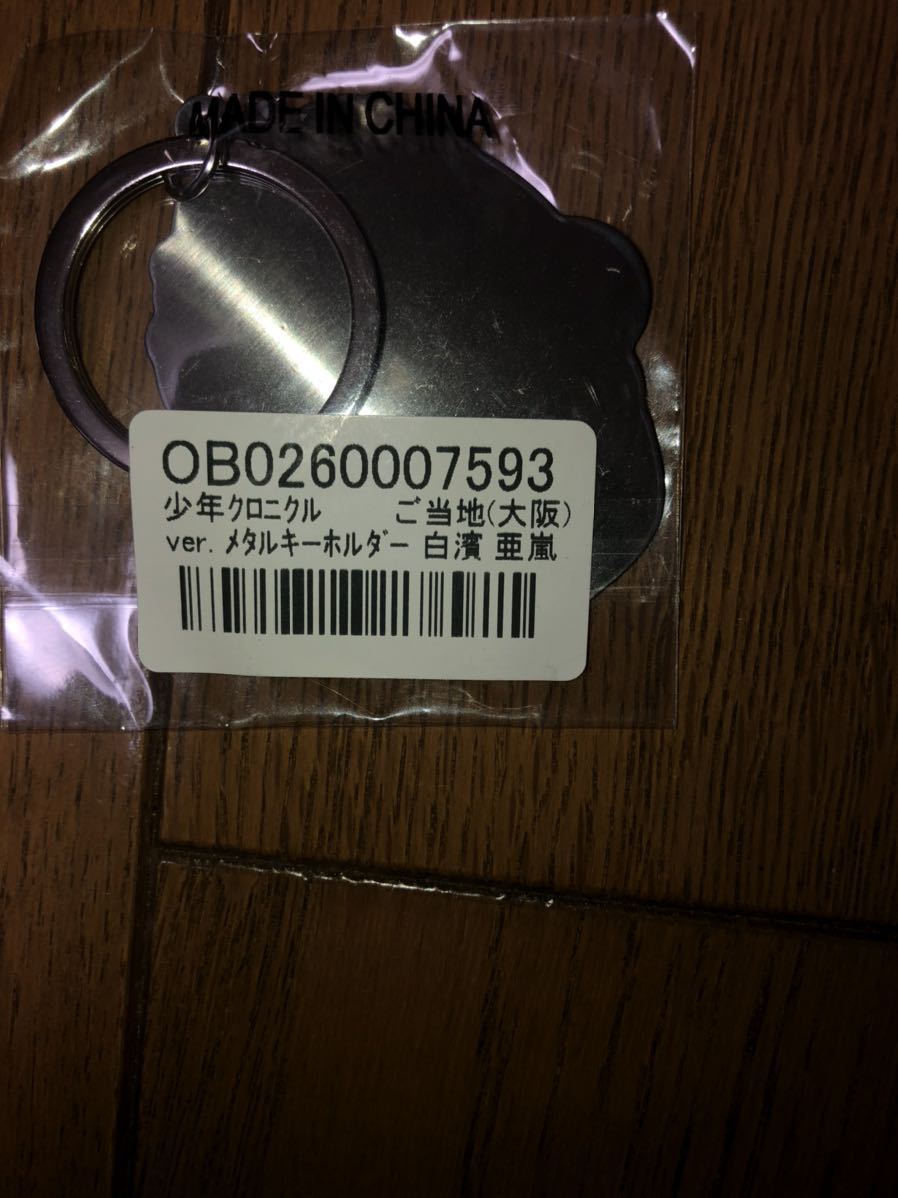 MADE IN CHINA
OB0260007593
少年ｸﾛﾆｸﾙ　　ご当地(大阪)
ver. ﾒﾀﾙｷｰﾎﾙﾀﾞｰ 白濱 亜嵐